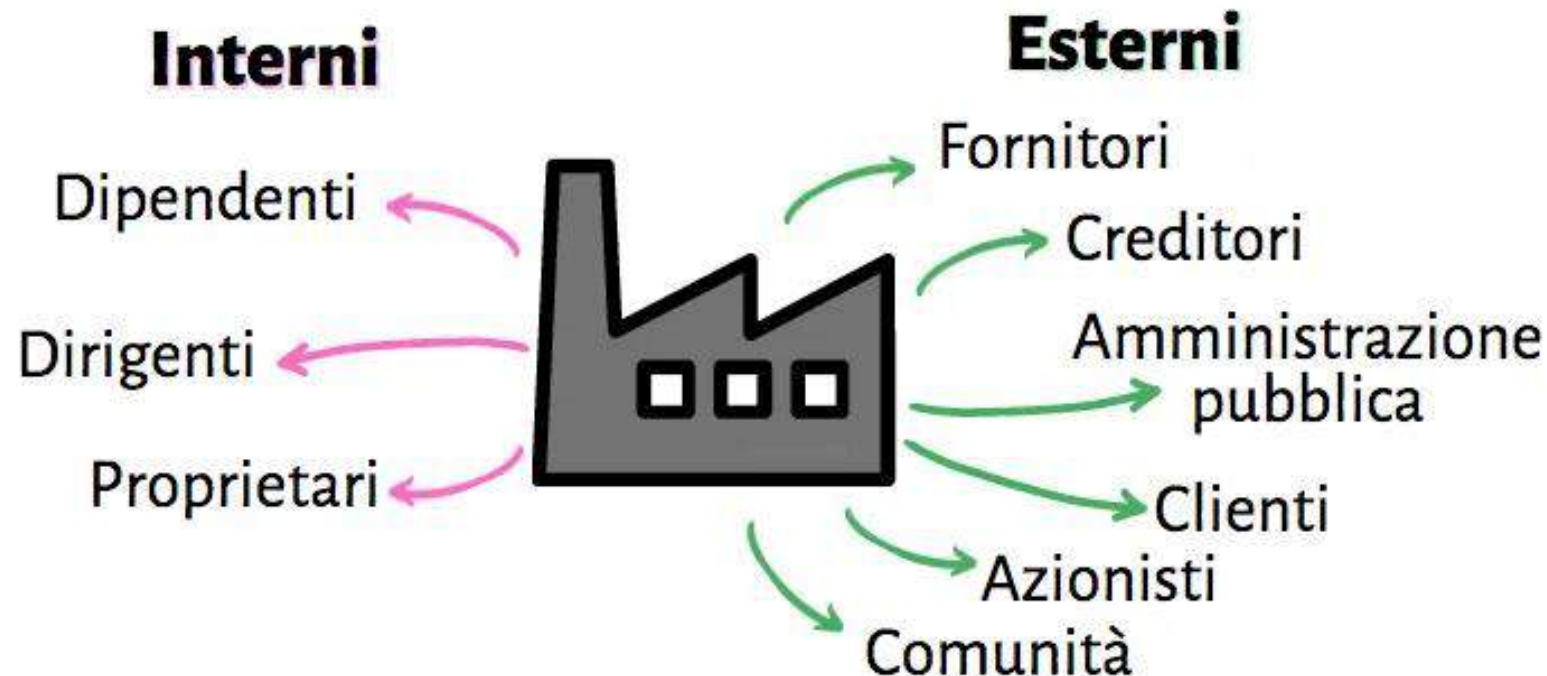 Interni
Dipendenti
Dirigenti
Proprietari
Esterni
Fornitori
Creditori
Amministrazione
pubblica
Clienti
Azionisti
Comunità